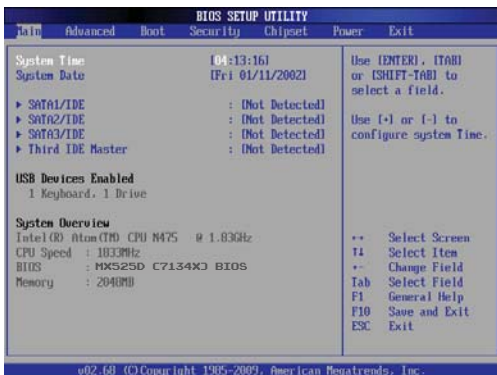 BIOS SETUP UTILITY
Main Advanced Boot Security Chipset Power Exit
System Time [04:13:16]
System Date [Fri 01/11/2002]
▶ SATA1/IDE : [Not Detected]
▶ SATA2/IDE : [Not Detected]
▶ SATA3/IDE : [Not Detected]
▶ Third IDE Master : [Not Detected]
USB Devices Enabled
1 Keyboard, 1 Drive
System Overview
Intel(R) Atom(TM) CPU N475 @ 1.83GHz
CPU Speed : 1833MHz
BIOS : MX525D (7134X) BIOS
Memory : 2048MB
Use [ENTER], [TAB]
or [SHIFT-TAB] to
select a field.
Use [+] or [-] to
configure system Time.
↔ Select Screen
↑↓ Select Item
+- Change Field
Tab Select Field
F1 General Help
F10 Save and Exit
ESC Exit
v02.68 (C)Copyright 1985-2009, American Megatrends, Inc.